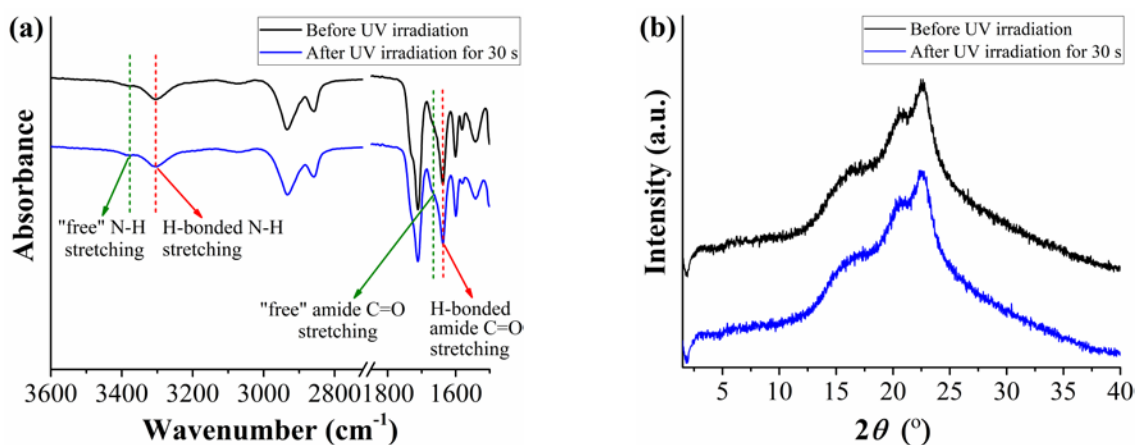 (a)
Before UV irradiation
After UV irradiation for 30 s
Absorbance
"free" N-H
stretching
H-bonded N-H
stretching
"free" amide C=O
stretching
H-bonded
amide C=O
stretching
3600 3400 3200 3000 2800 1600
Wavenumber (cm-1)
(b)
Before UV irradiation
After UV irradiation for 30 s
Intensity (a.u.)
5 10 15 20 25 30 35 40
2θ (°)